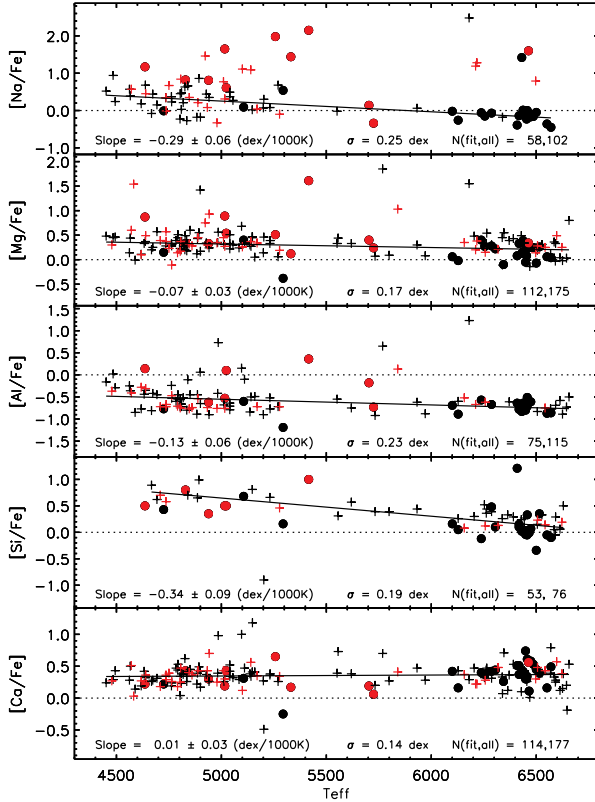 [Na/Fe]
2.0
1.0
0.0
−1.0
Slope = −0.29 ± 0.06 (dex/1000K) σ = 0.25 dex N(fit,all) = 58,102
[Mg/Fe]
2.0
1.5
1.0
0.5
0.0
−0.5
Slope = −0.07 ± 0.03 (dex/1000K) σ = 0.17 dex N(fit,all) = 112,175
[Al/Fe]
1.5
1.0
0.5
0.0
−0.5
−1.0
−1.5
Slope = −0.13 ± 0.06 (dex/1000K) σ = 0.23 dex N(fit,all) = 75,115
[Si/Fe]
1.0
0.5
0.0
−0.5
−1.0
Slope = −0.34 ± 0.09 (dex/1000K) σ = 0.19 dex N(fit,all) = 53, 76
[Ca/Fe]
1.0
0.5
0.0
−0.5
Slope = 0.01 ± 0.03 (dex/1000K) σ = 0.14 dex N(fit,all) = 114,177
4500 5000 5500 6000 6500
Teff